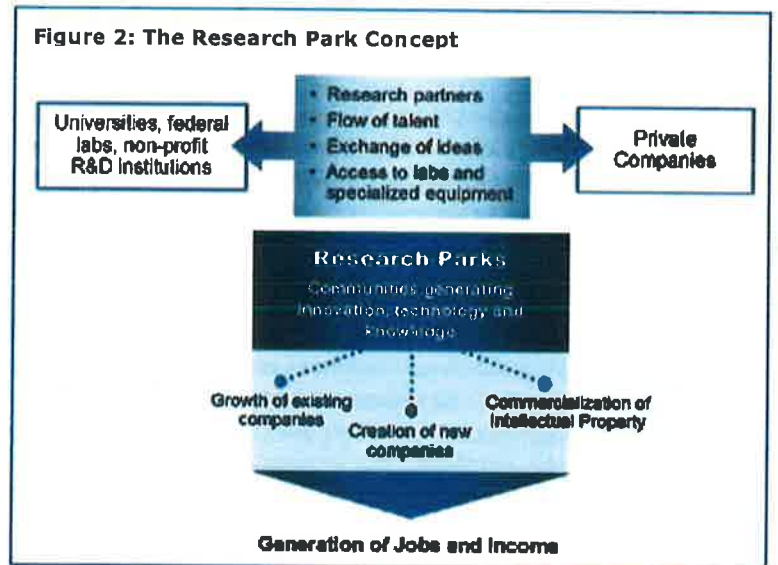 Figure 2: The Research Park Concept
Universities, federal
labs, non-profit
R&D institutions
• Research partners
• Flow of talent
• Exchange of ideas
• Access to labs and
specialized equipment
Private
Companies
Research Parks
Communities generating
innovation, technology and
knowledge
Growth of existing
companies
Creation of new
companies
Commercialization of
Intellectual Property
Generation of Jobs and Income